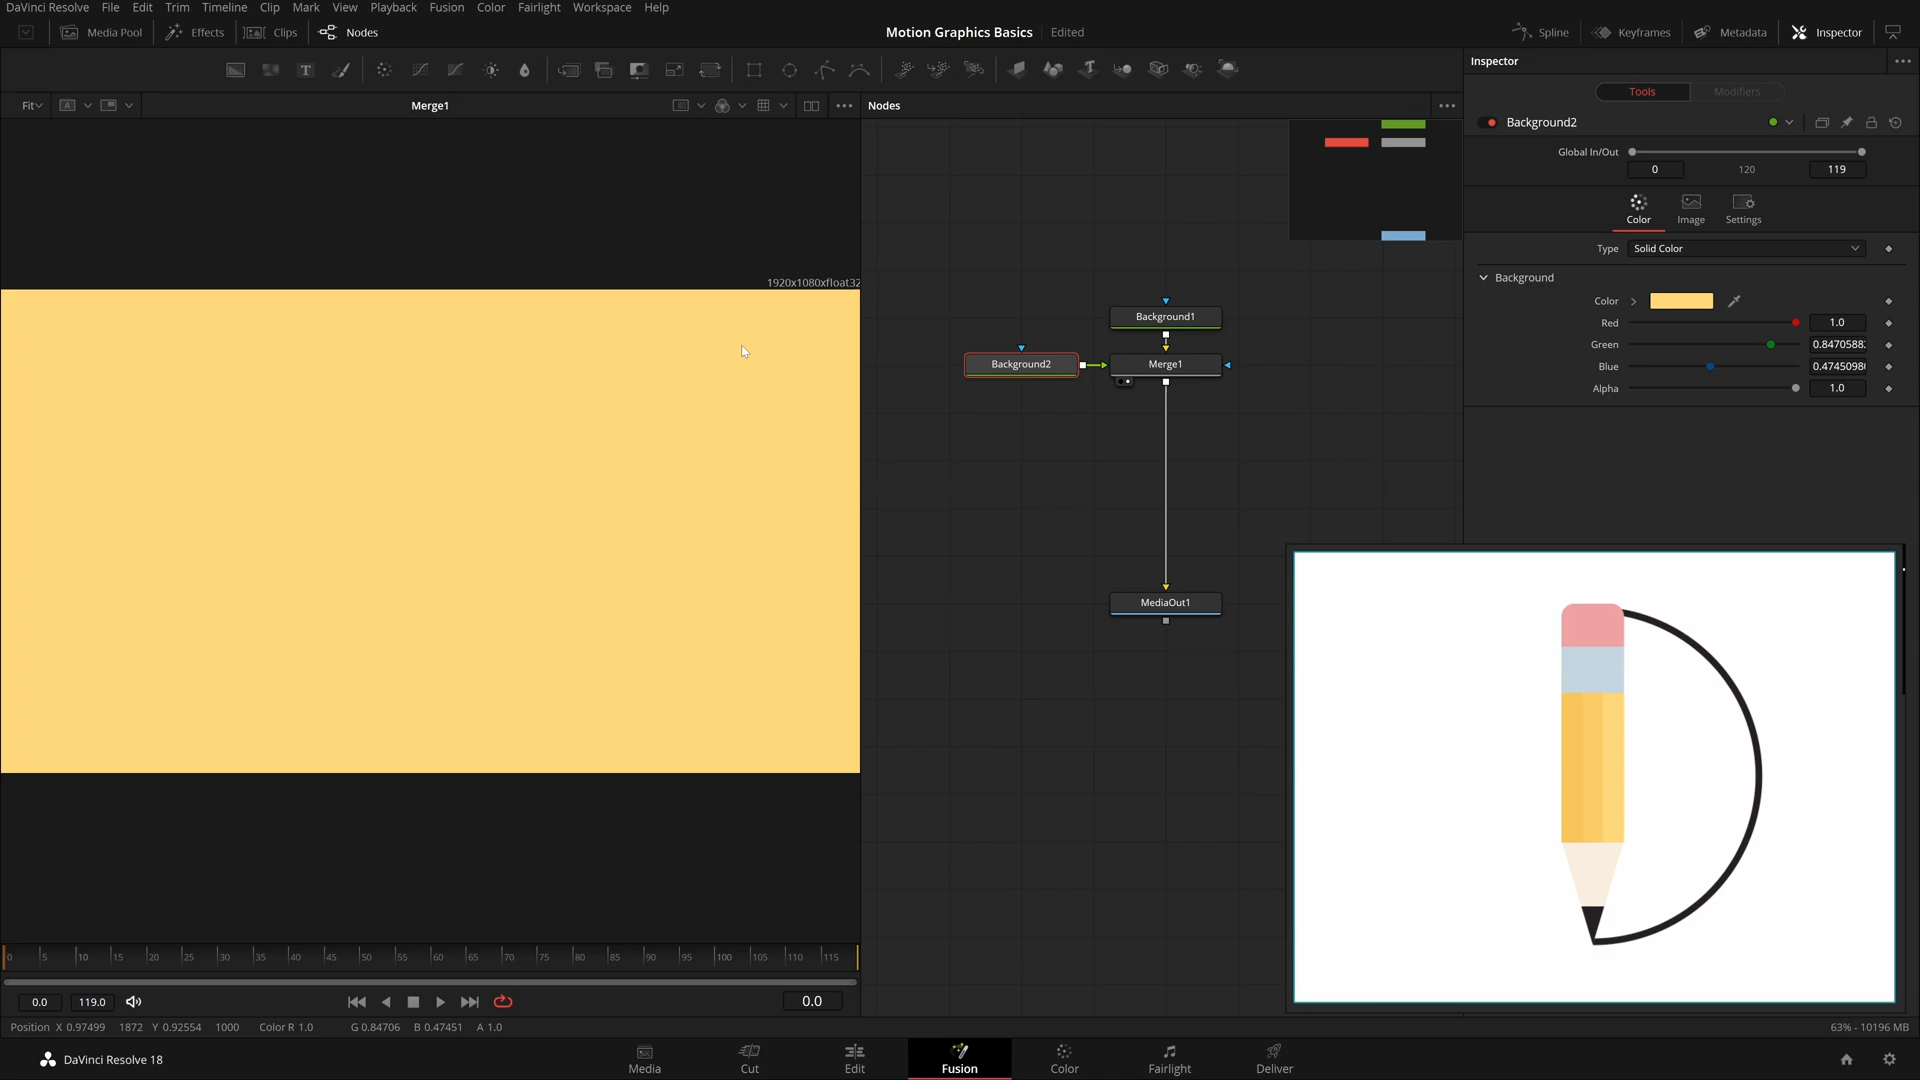 DaVinci Resolve File Edit Trim Timeline Clip Mark View Playback Fusion Color Fairlight Workspace Help
Media Pool Effects Clips Nodes Motion Graphics Basics Edited Spline Keyframes Metadata Inspector
Inspector
Fit A Merge1 Nodes
Tools Modifiers
Background2
Global In/Out
0 120 119
Color Image Settings
Type Solid Color
Background
Color
Red 1.0
Green 0.8470588
Blue 0.4745098
Alpha 1.0
1920x1080xfloat32
Background1
Background2 Merge1
MediaOut1
0 5 10 15 20 25 30 35 40 45 50 55 60 65 70 75 80 85 90 95 100 105 110 115
0.0 119.0 0.0
Position X 0.97499 1872 Y 0.92554 1000 Color R 1.0 G 0.84706 B 0.47451 A 1.0 63% - 10196 MB
DaVinci Resolve 18 Media Cut Edit Fusion Color Fairlight Deliver